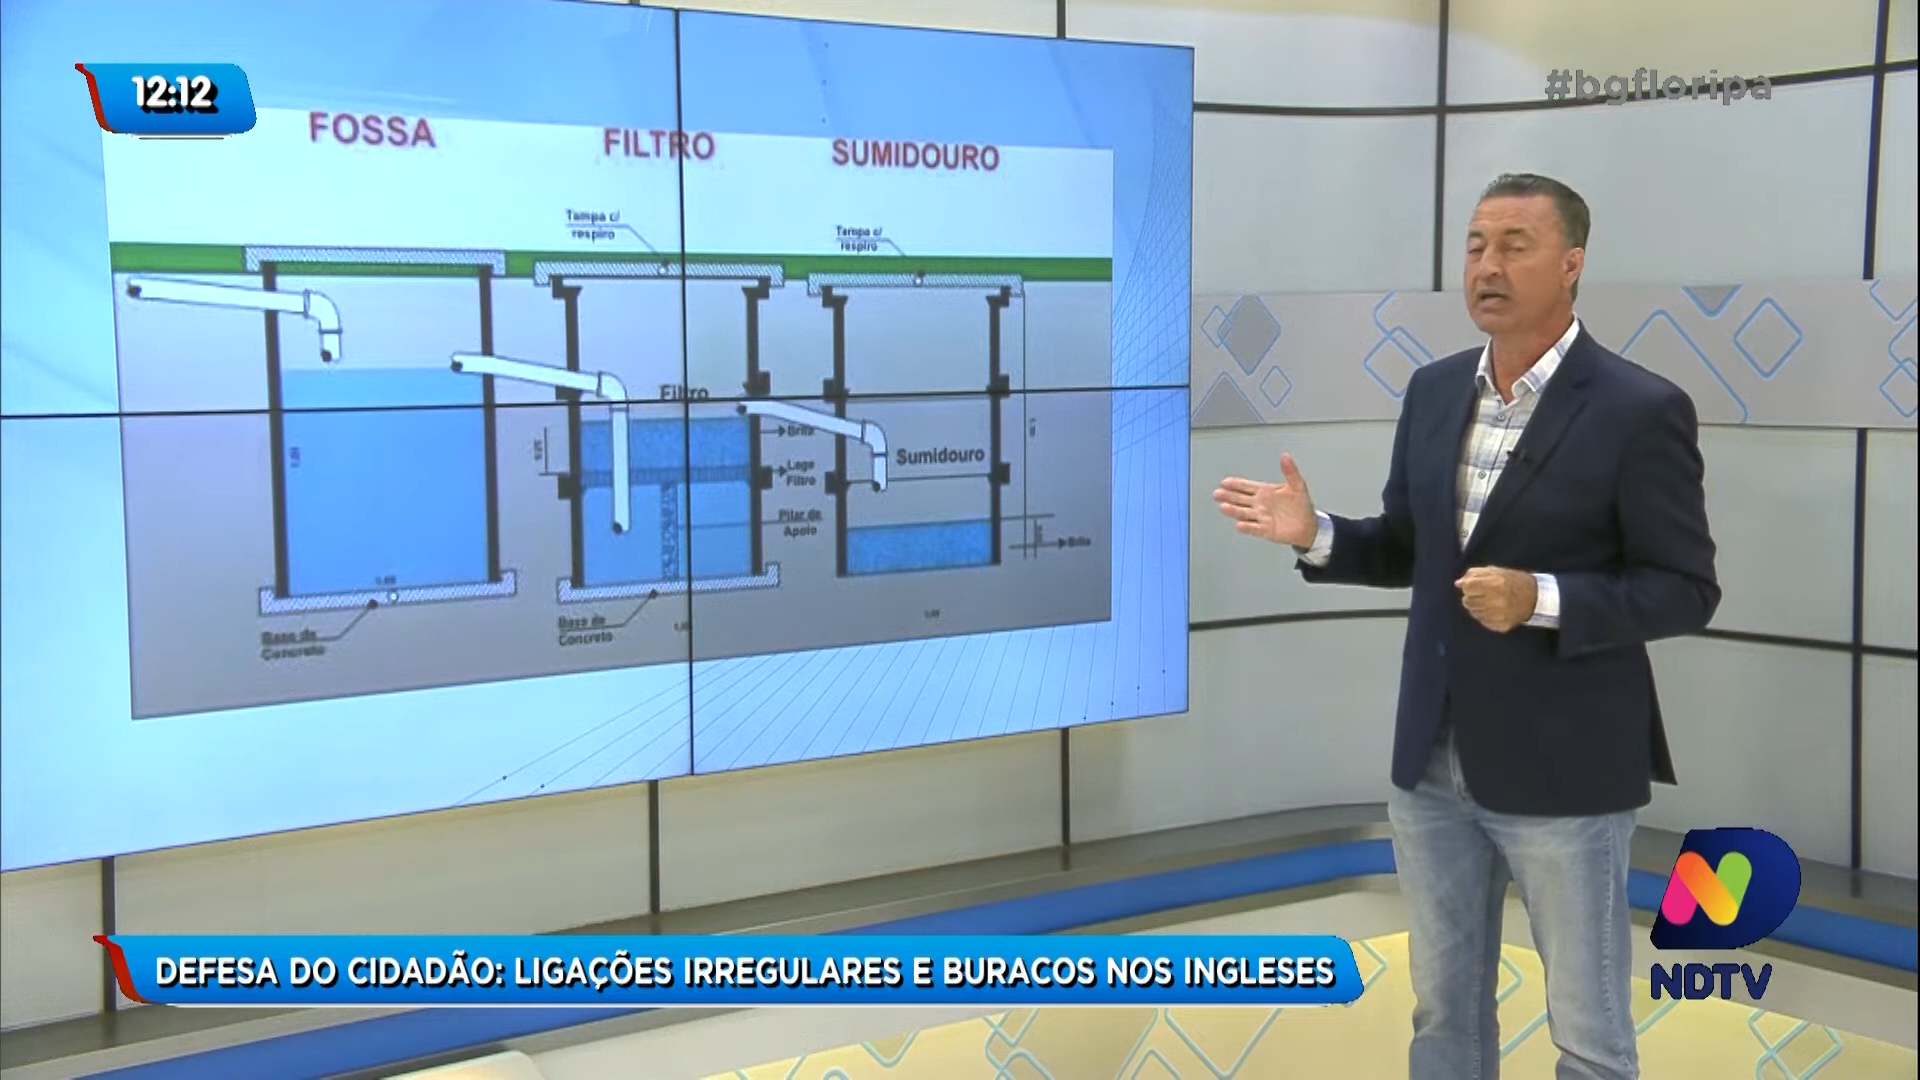 12:12
#bgfloripa
FOSSA
FILTRO
SUMIDOURO
Tampa c/
respiro
Tampa c/
respiro
Filtro
Brita
Lage
Filtro
Sumidouro
Pilar de
Apoio
Brita
Base de
Concreto
Base de
Concreto
DEFESA DO CIDADÃO: LIGAÇÕES IRREGULARES E BURACOS NOS INGLESES
NDTV